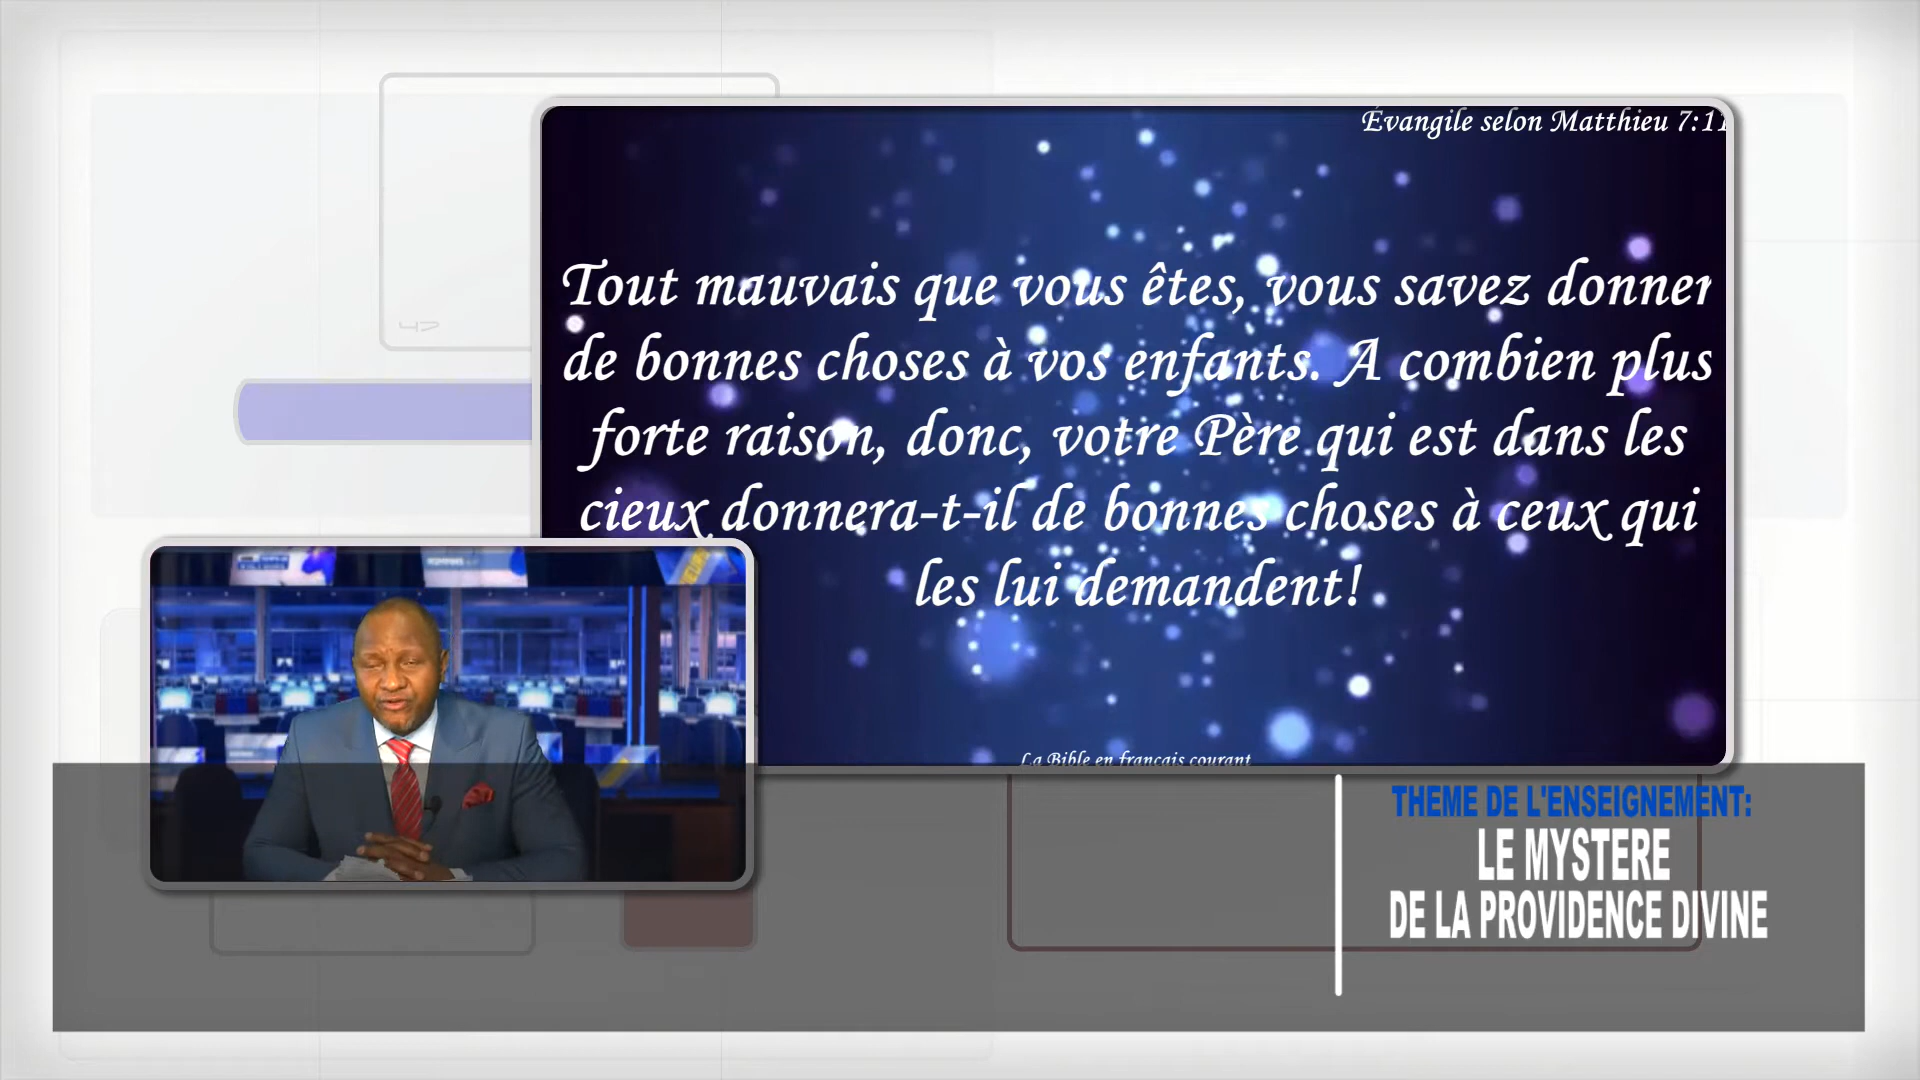 Évangile selon Matthieu 7:11
Tout mauvais que vous êtes, vous savez donner
de bonnes choses à vos enfants. A combien plus
forte raison, donc, votre Père qui est dans les
cieux donnera-t-il de bonnes choses à ceux qui
les lui demandent!
La Bible en français courant
THEME DE L'ENSEIGNEMENT:
LE MYSTERE
DE LA PROVIDENCE DIVINE